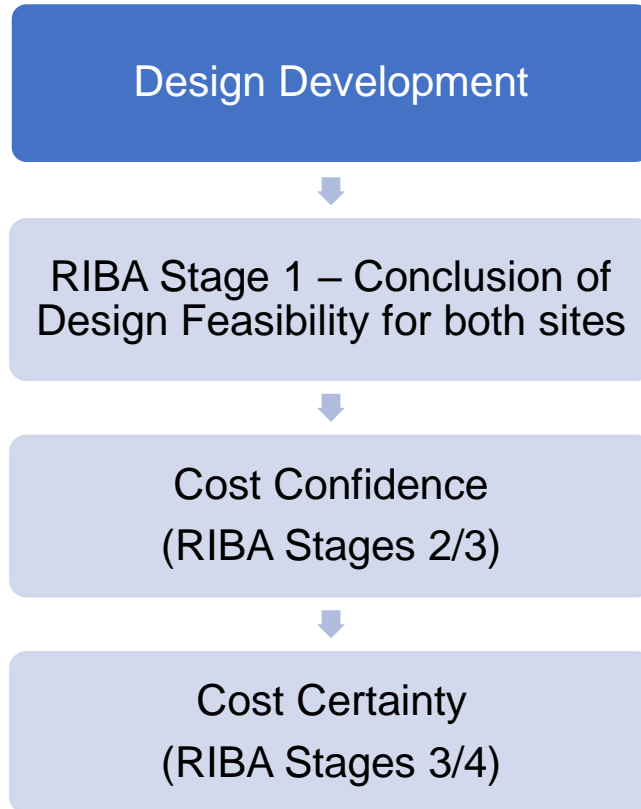 Design Development
RIBA Stage 1 – Conclusion of
Design Feasibility for both sites
Cost Confidence
(RIBA Stages 2/3)
Cost Certainty
(RIBA Stages 3/4)